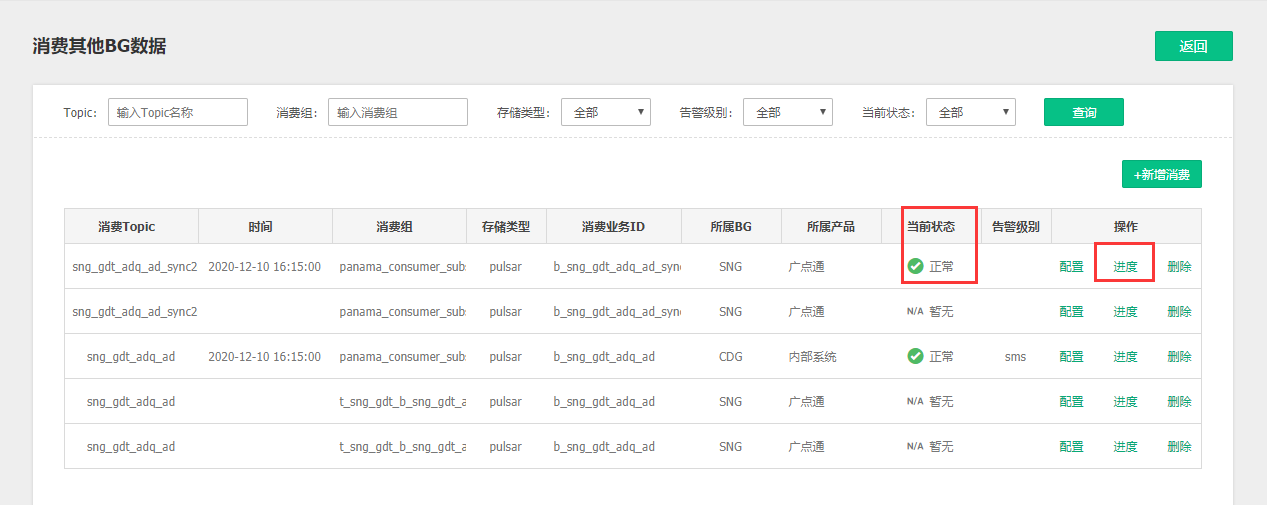 消费其他BG数据 返回
Topic: 输入Topic名称 消费组: 输入消费组 存储类型: 全部 告警级别: 全部 当前状态: 全部 查询
+新增消费
消费Topic 时间 消费组 存储类型 消费业务ID 所属BG 所属产品 当前状态 告警级别 操作
sng_gdt_adq_ad_sync2 2020-12-10 16:15:00 panama_consumer_sub pulsar b_sng_gdt_adq_ad_syn SNG 广点通 正常 配置 进度 删除
sng_gdt_adq_ad_sync2 panama_consumer_sub pulsar b_sng_gdt_adq_ad_syn SNG 广点通 N/A 暂无 配置 进度 删除
sng_gdt_adq_ad 2020-12-10 16:15:00 panama_consumer_sub pulsar b_sng_gdt_adq_ad CDG 内部系统 正常 sms 配置 进度 删除
sng_gdt_adq_ad t_sng_gdt_b_sng_gdt_a pulsar b_sng_gdt_adq_ad SNG 广点通 N/A 暂无 配置 进度 删除
sng_gdt_adq_ad t_sng_gdt_b_sng_gdt_a pulsar b_sng_gdt_adq_ad SNG 广点通 N/A 暂无 配置 进度 删除